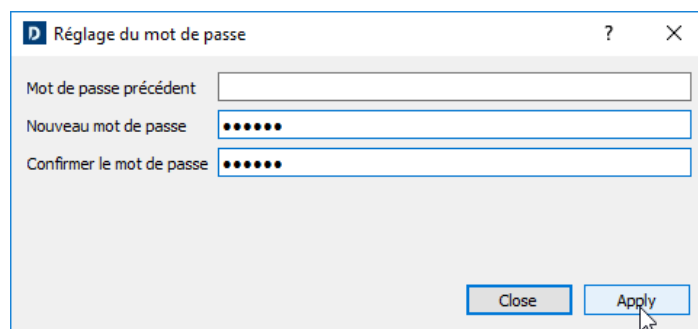 D Réglage du mot de passe ?
Mot de passe précédent
Nouveau mot de passe ●●●●●●
Confirmer le mot de passe ●●●●●●
Close Apply